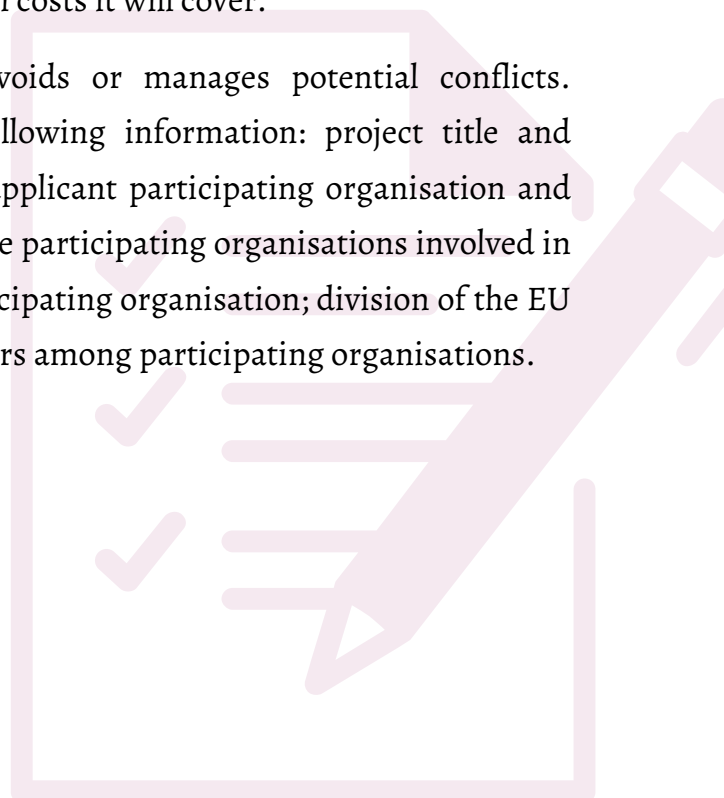 costs it will cover.
voids or manages potential conflicts.
llowing information: project title and
pplicant participating organisation and
e participating organisations involved in
cipating organisation; division of the EU
rs among participating organisations.